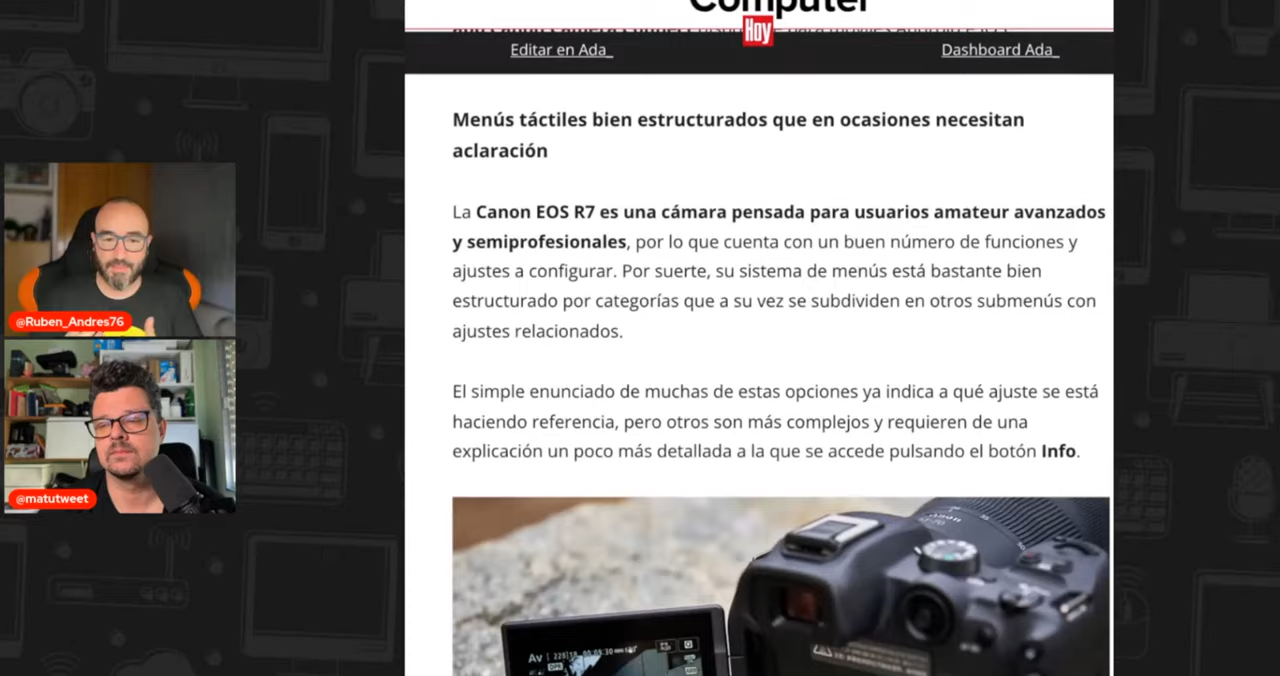 Computer
Hoy
Editar en Ada_
Dashboard Ada_
Menús táctiles bien estructurados que en ocasiones necesitan
aclaración
La Canon EOS R7 es una cámara pensada para usuarios amateur avanzados
y semiprofesionales, por lo que cuenta con un buen número de funciones y
ajustes a configurar. Por suerte, su sistema de menús está bastante bien
estructurado por categorías que a su vez se subdividen en otros submenús con
ajustes relacionados.
@Ruben_Andres76
El simple enunciado de muchas de estas opciones ya indica a qué ajuste se está
haciendo referencia, pero otros son más complejos y requieren de una
explicación un poco más detallada a la que se accede pulsando el botón Info.
@matutweet
Av